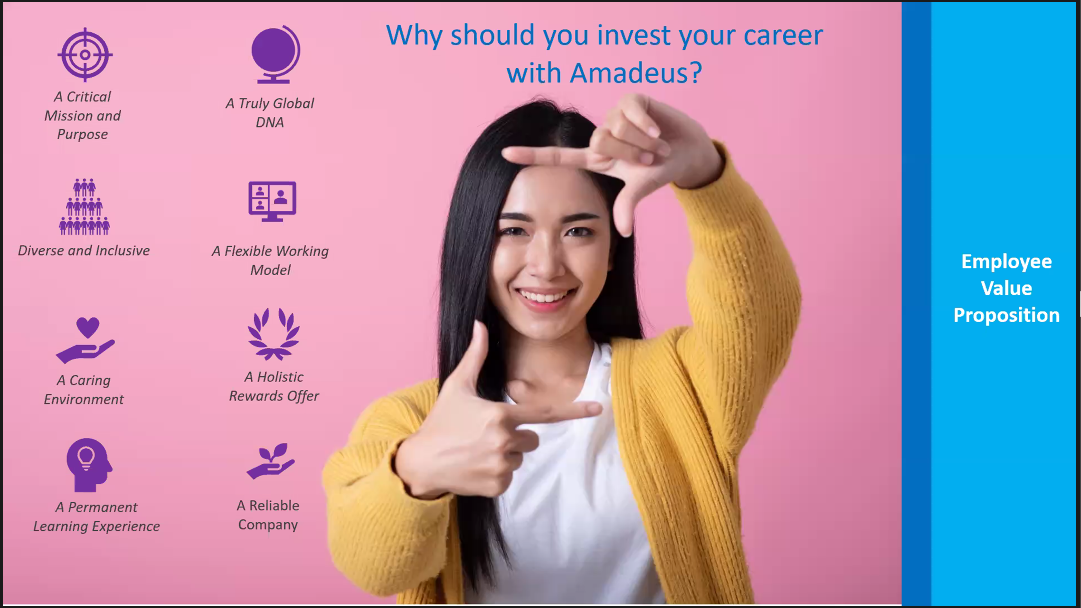 Why should you invest your career
with Amadeus?
A Critical
Mission and
Purpose
A Truly Global
DNA
Diverse and Inclusive
A Flexible Working
Model
A Caring
Environment
A Holistic
Rewards Offer
A Permanent
Learning Experience
A Reliable
Company
Employee
Value
Proposition